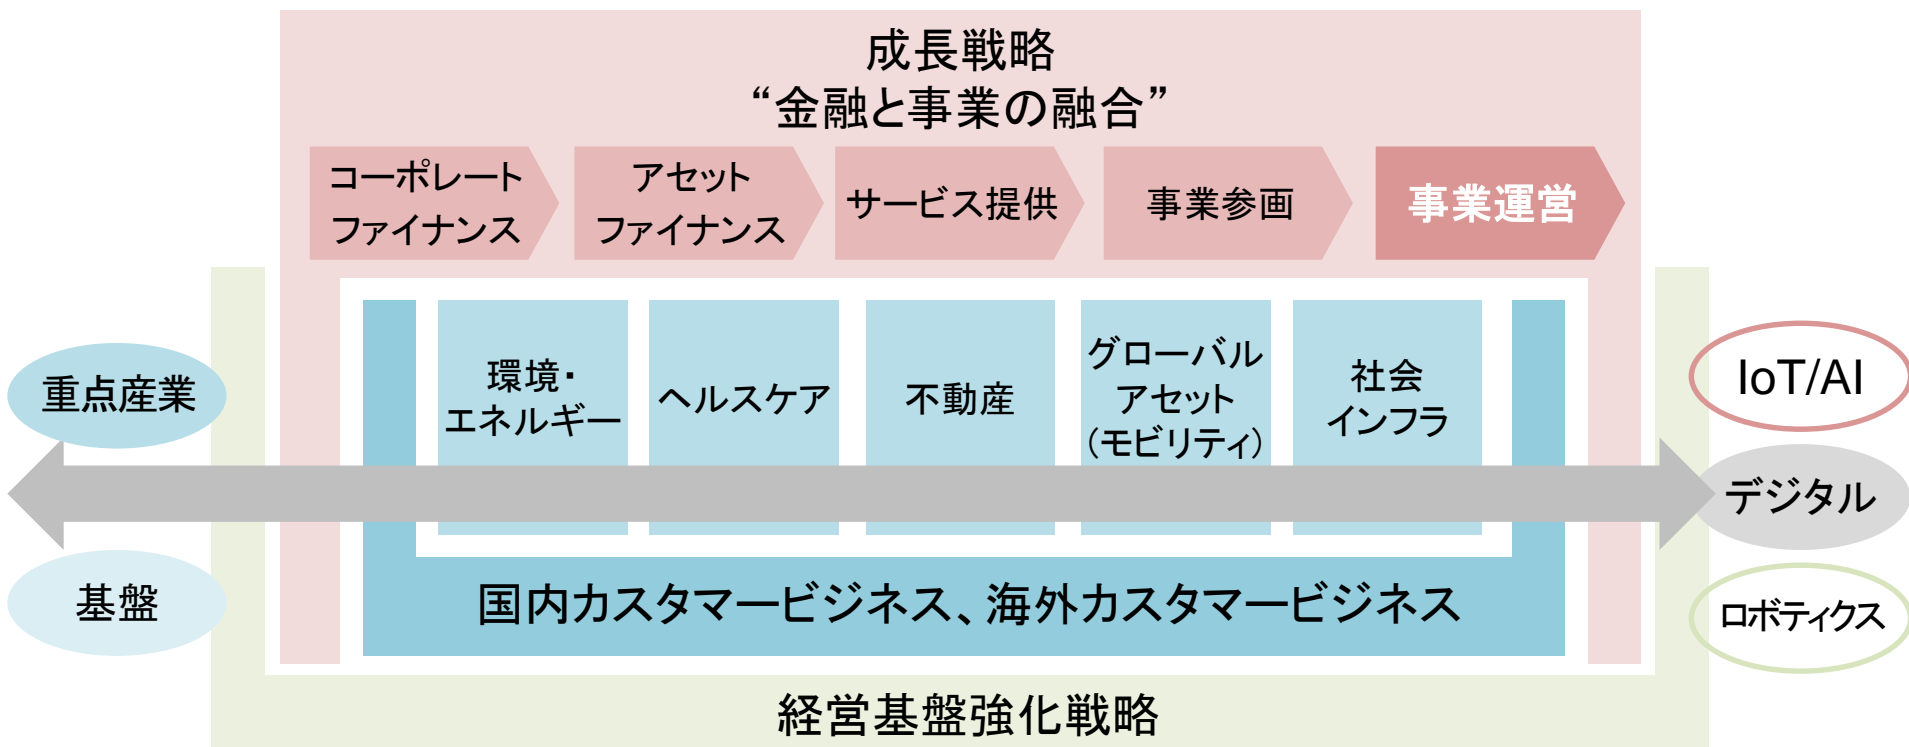 成長戦略
“金融と事業の融合”
コーポレート
ファイナンス
アセット
ファイナンス
サービス提供
事業参画
事業運営
重点産業
環境・
エネルギー
ヘルスケア
不動産
グローバル
アセット
(モビリティ)
社会
インフラ
IoT/AI
デジタル
基盤
国内カスタマービジネス、海外カスタマービジネス
ロボティクス
経営基盤強化戦略